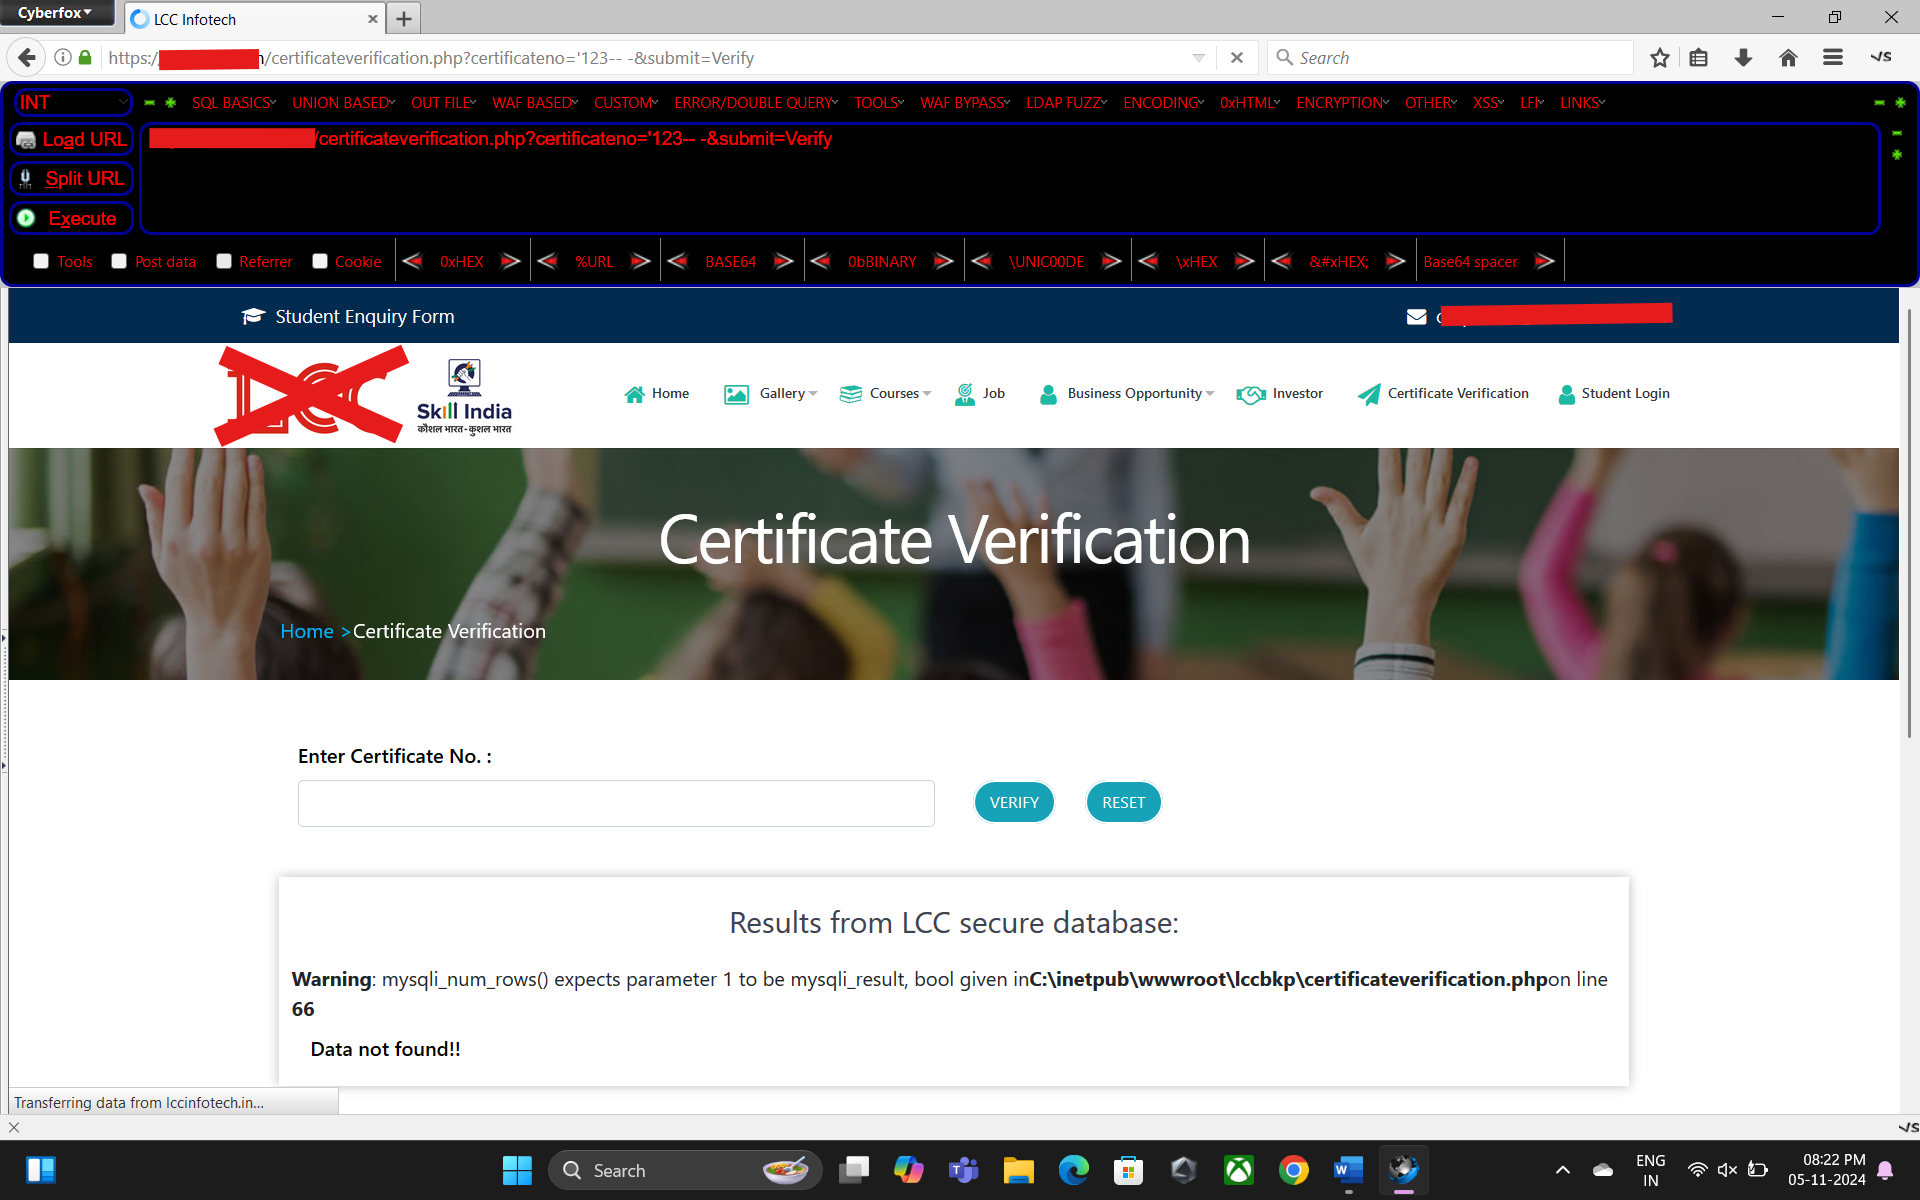 Cyberfox
LCC Infotech
https:/ /certificateverification.php?certificateno='123-- -&submit=Verify
Search
INT
SQL BASICS UNION BASED OUT FILE WAF BASED CUSTOM ERROR/DOUBLE QUERY TOOLS WAF BYPASS LDAP FUZZ ENCODING 0xHTML ENCRYPTION OTHER XSS LFI LINKS
Load URL
/certificateverification.php?certificateno='123-- -&submit=Verify
Split URL
Execute
Tools Post data Referrer Cookie 0xHEX %URL BASE64 0bBINARY \UNIC00DE \xHEX &#xHEX; Base64 spacer
Student Enquiry Form
LCC
Skill India
कौशल भारत - कुशल भारत
Home Gallery Courses Job Business Opportunity Investor Certificate Verification Student Login
Certificate Verification
Home >Certificate Verification
Enter Certificate No. :
VERIFY RESET
Results from LCC secure database:
Warning: mysqli_num_rows() expects parameter 1 to be mysqli_result, bool given inC:\inetpub\wwwroot\lccbkp\certificateverification.phpon line
66
Data not found!!
Transferring data from lccinfotech.in...
Search
ENG
IN
08:22 PM
05-11-2024